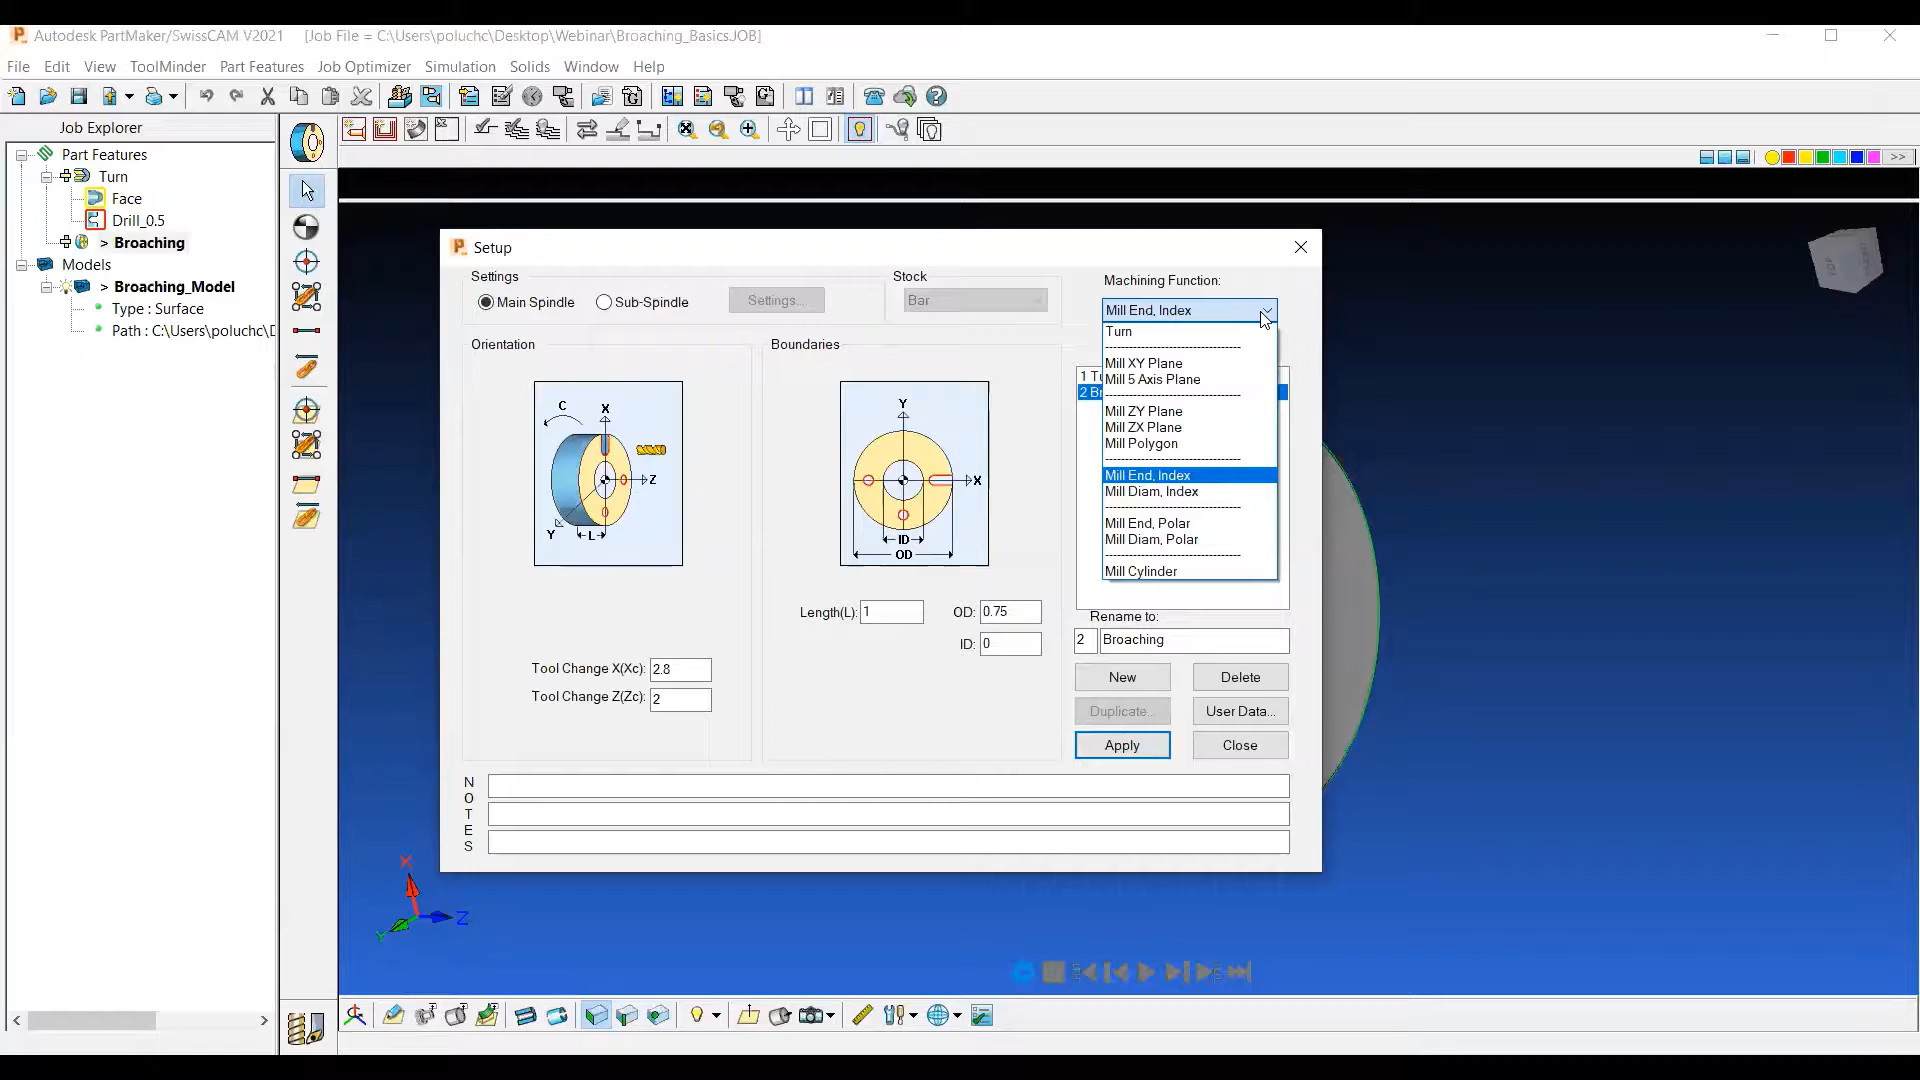 Autodesk PartMaker/SwissCAM V2021 [Job File = C:\Users\poluchc\Desktop\Webinar\Broaching_Basics.JOB]
File Edit View ToolMinder Part Features Job Optimizer Simulation Solids Window Help
Job Explorer
Part Features
Turn
Face
Drill_0.5
> Broaching
Models
> Broaching_Model
Type : Surface
Path : C:\Users\poluchc\
>>
Setup
Settings
Main Spindle
Sub-Spindle
Settings...
Stock
Bar
Machining Function:
Mill End, Index
Turn
Mill XY Plane
Mill 5 Axis Plane
Mill ZY Plane
Mill ZX Plane
Mill Polygon
Mill End, Index
Mill Diam, Index
Mill End, Polar
Mill Diam, Polar
Mill Cylinder
Orientation
C X
Z
Y L
Boundaries
Y
X
ID
OD
Length(L): 1 OD: 0.75
ID: 0
Tool Change X(Xc): 2.8
Tool Change Z(Zc): 2
Rename to:
2 Broaching
New Delete
Duplicate... User Data...
Apply Close
NOTES
X
Z
Y